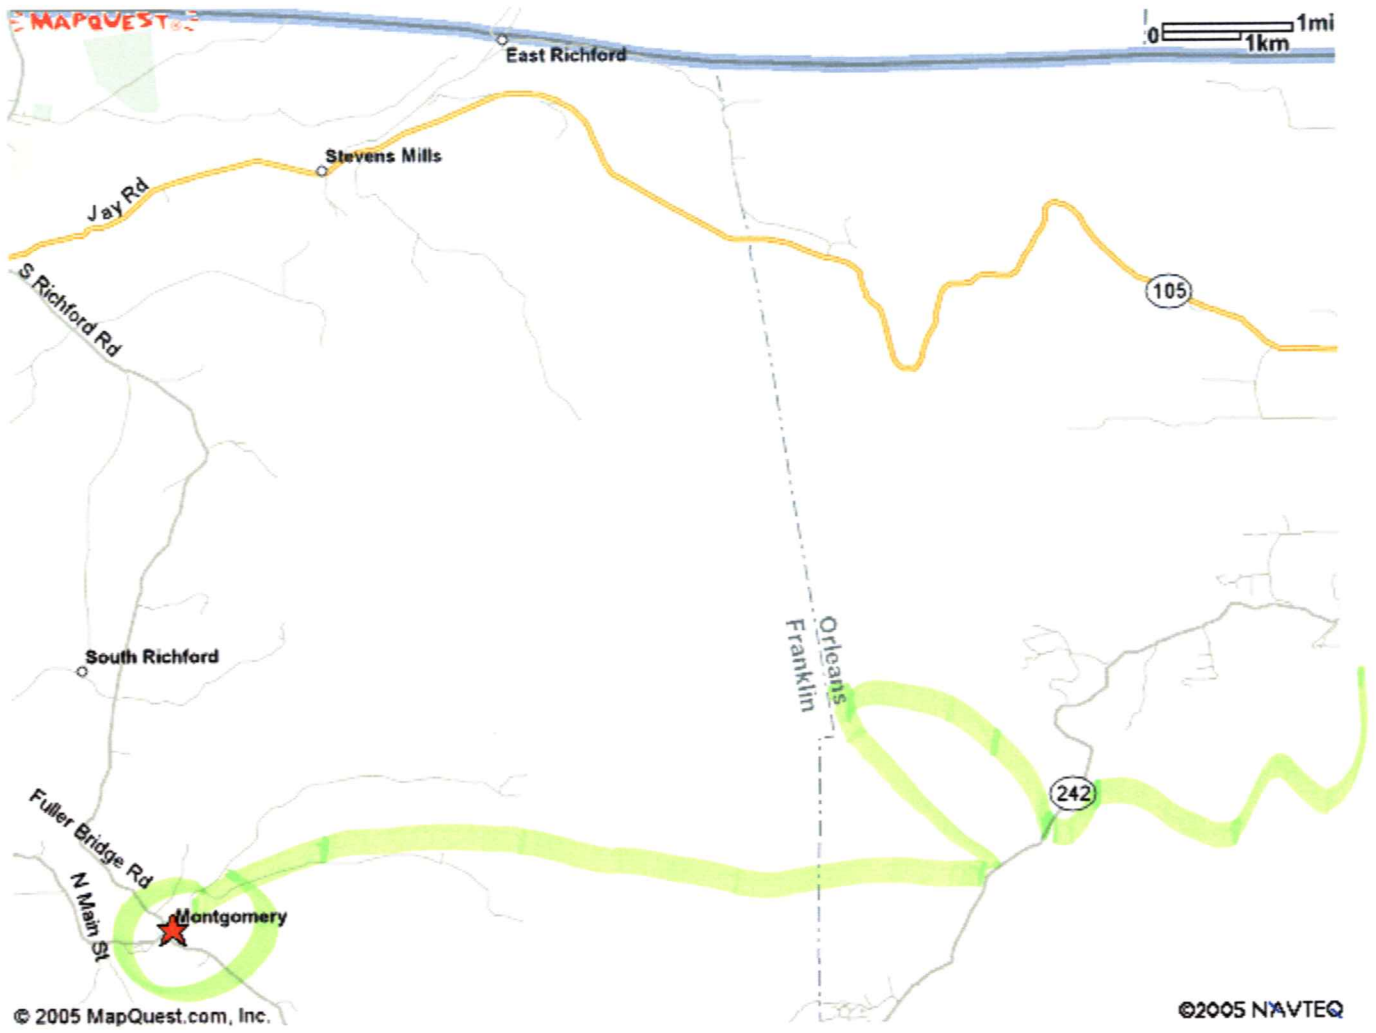 MAPQUEST
0 1mi
1km
East Richford
Stevens Mills
Jay Rd
S Richford Rd
105
Orleans
Franklin
South Richford
242
Fuller Bridge Rd
N Main St
Montgomery
© 2005 MapQuest.com, Inc.
©2005 NAVTEQ